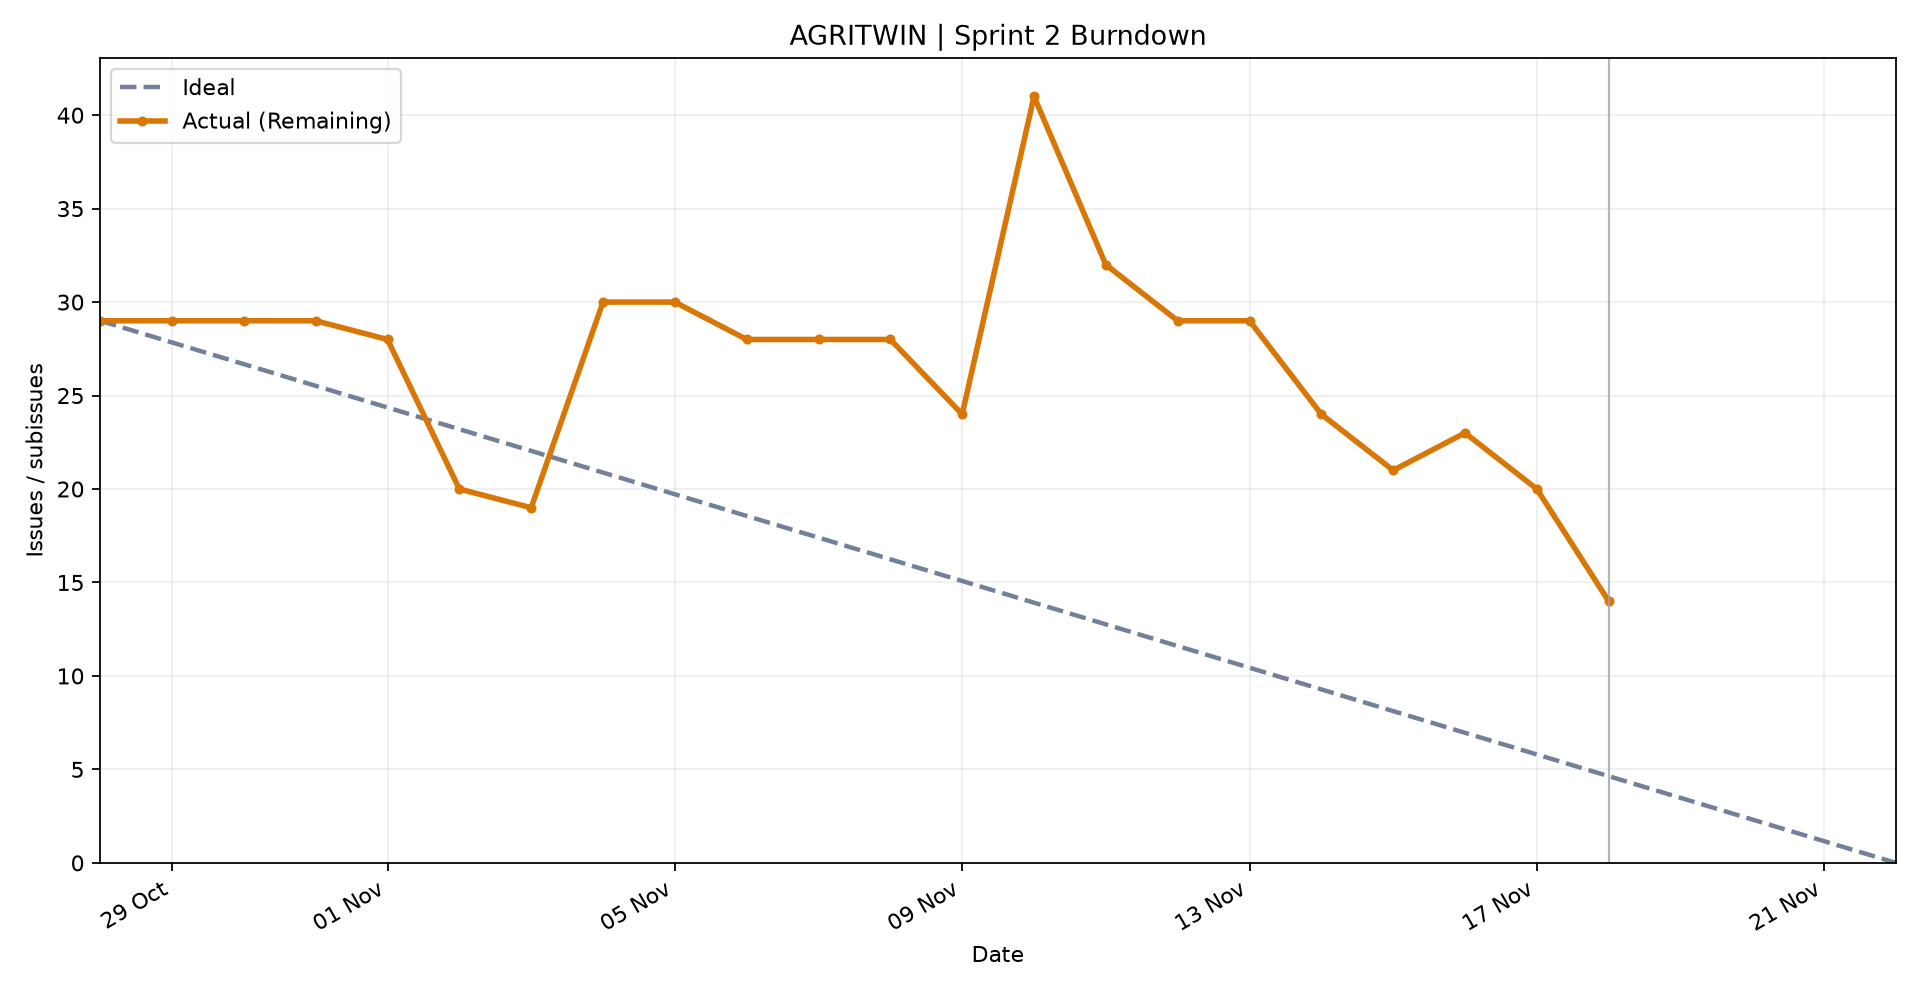 AGRITWIN | Sprint 2 Burndown
Ideal
Actual (Remaining)
40
35
30
25
20
15
10
5
0
Issues / subissues
29 Oct
01 Nov
05 Nov
09 Nov
13 Nov
17 Nov
21 Nov
Date